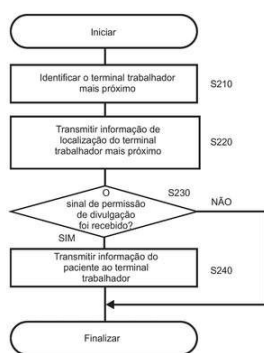 Iniciar
Identificar o terminal trabalhador
mais próximo
S210
Transmitir informação de
localização do terminal
trabalhador mais próximo
S220
O
sinal de permissão
de divulgação
foi recebido?
S230
NÃO
SIM
Transmitir informação do
paciente ao terminal
trabalhador
S240
Finalizar